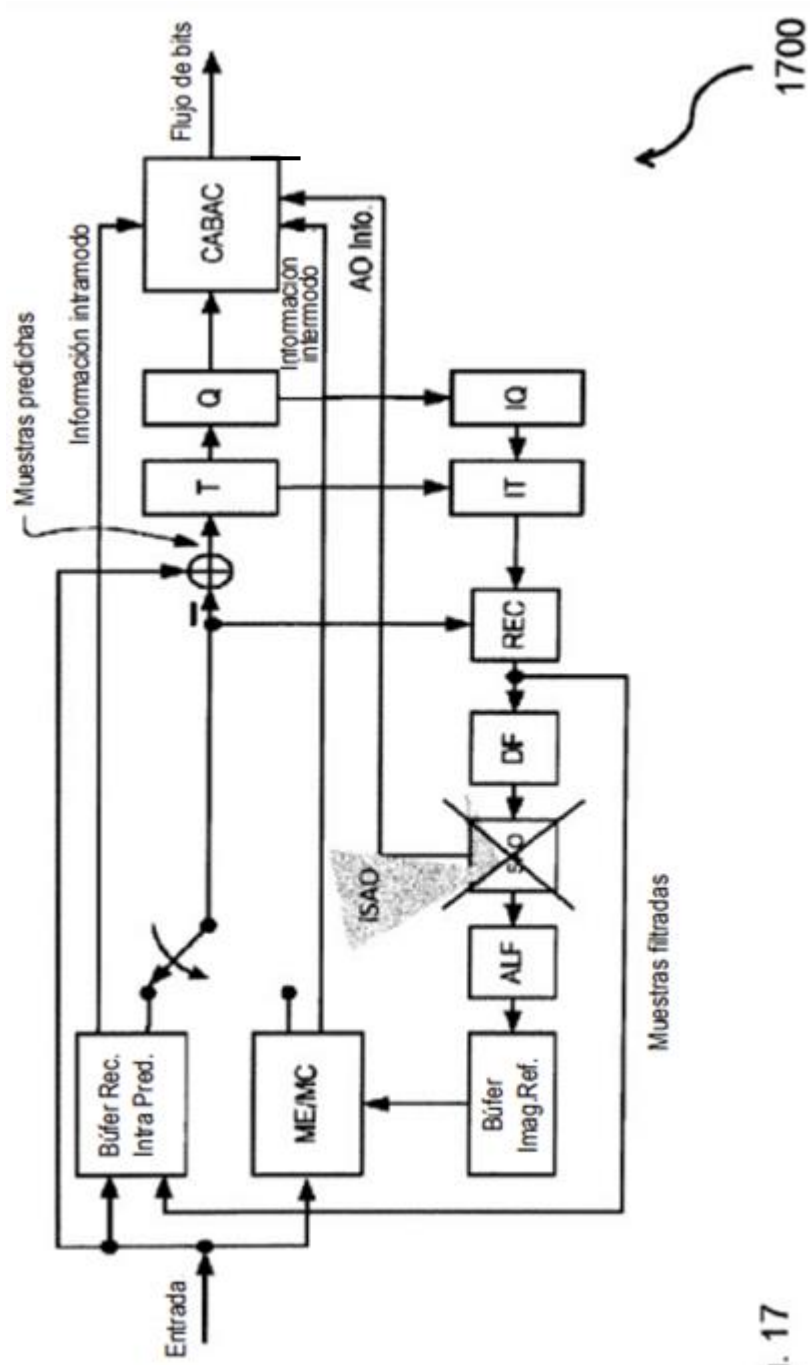 Entrada
Búfer Rec.
Intra Pred.
ME/MC
Búfer
Imag.Ref.
ALF
ISAO
DF
REC
IT
IQ
T
Q
CABAC
Muestras predichas
Información intramodo
Información
intermodo
AO Info.
Flujo de bits
Muestras filtradas
. 17
1700